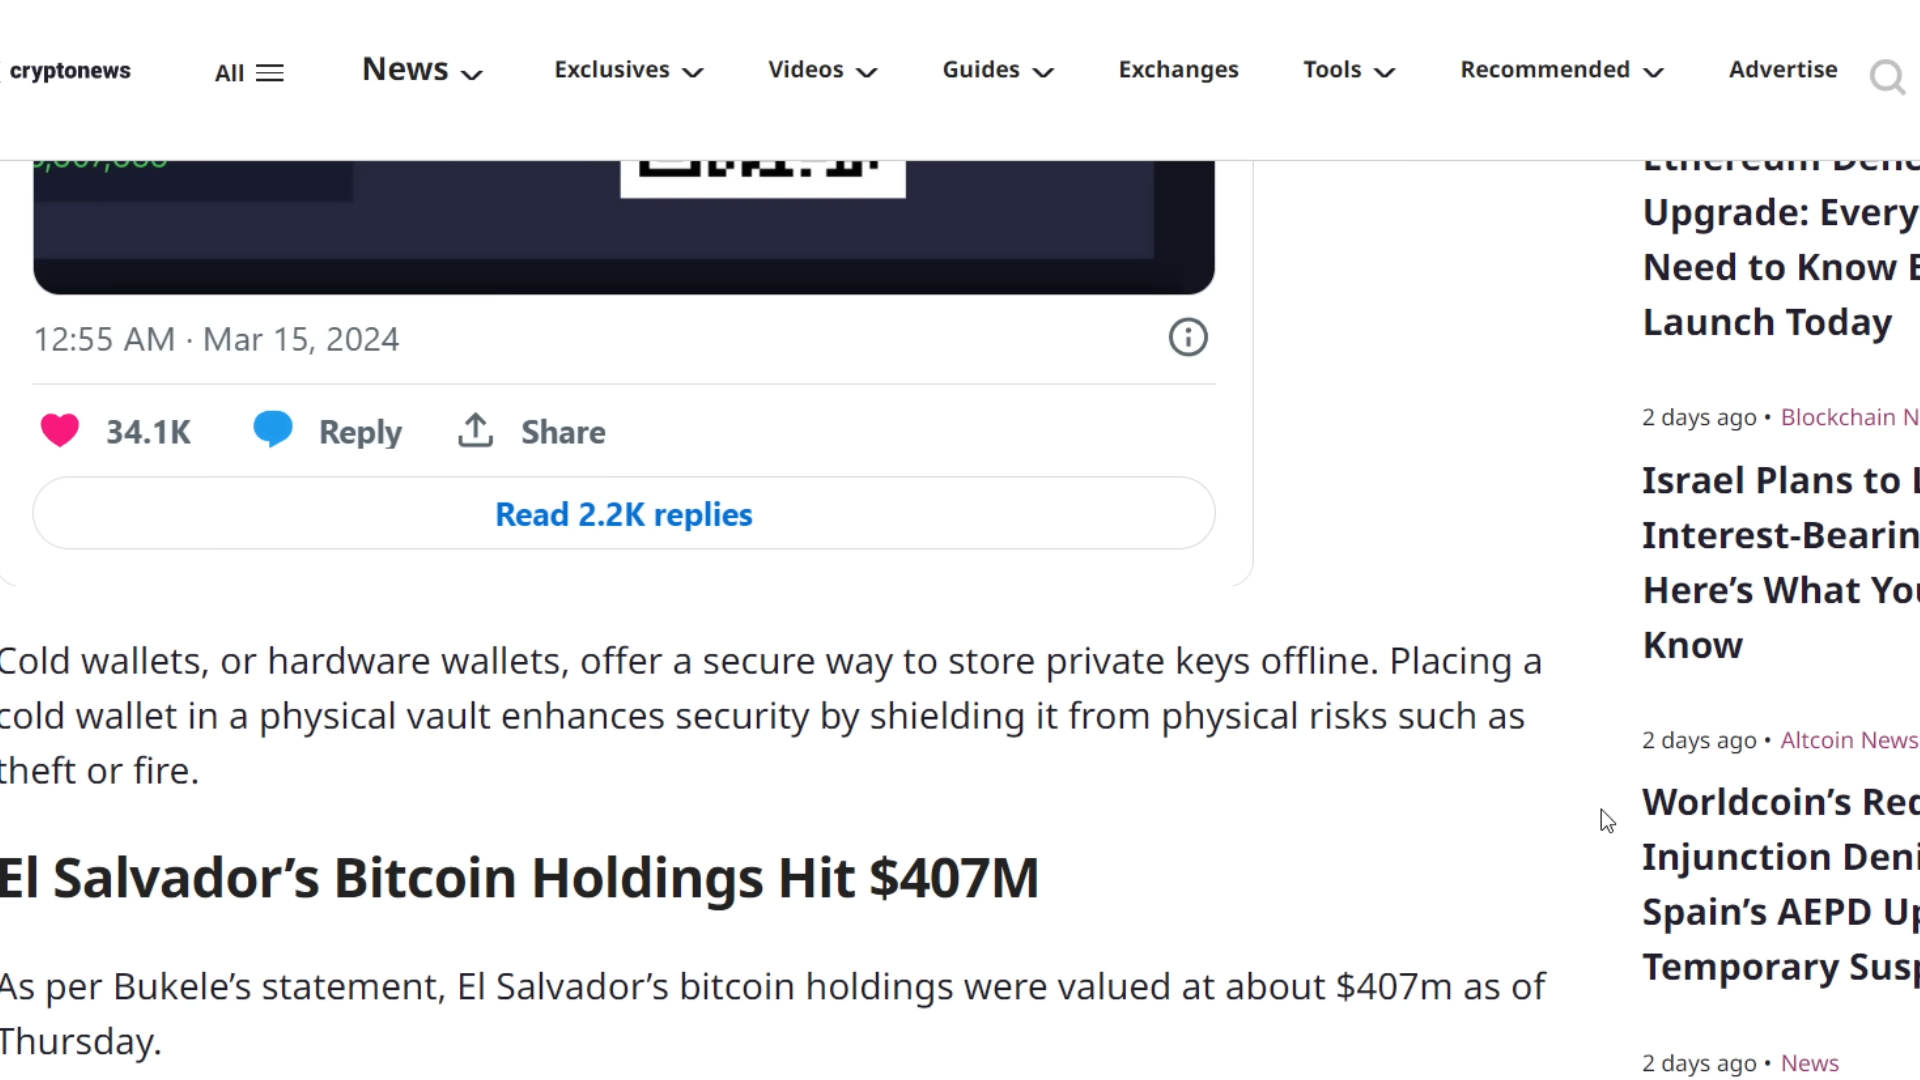 cryptonews
All
News
Exclusives
Videos
Guides
Exchanges
Tools
Recommended
Advertise
12:55 AM · Mar 15, 2024
34.1K
Reply
Share
Read 2.2K replies
Cold wallets, or hardware wallets, offer a secure way to store private keys offline. Placing a
cold wallet in a physical vault enhances security by shielding it from physical risks such as
theft or fire.
El Salvador’s Bitcoin Holdings Hit $407M
As per Bukele’s statement, El Salvador’s bitcoin holdings were valued at about $407m as of
Thursday.
Ethereum
Upgrade: Every
Need to Know
Launch Today
2 days ago • Blockchain N
Israel Plans to
Interest-Bearin
Here’s What You
Know
2 days ago • Altcoin News
Worldcoin’s
Injunction Deni
Spain’s AEPD Up
Temporary Susp
2 days ago • News